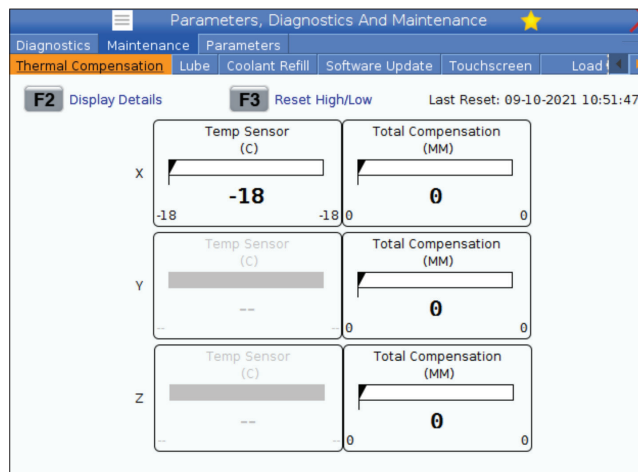 Parameters, Diagnostics And Maintenance
Diagnostics Maintenance Parameters
Thermal Compensation Lube Coolant Refill Software Update Touchscreen Load
F2 Display Details F3 Reset High/Low Last Reset: 09-10-2021 10:51:47
Temp Sensor Total Compensation
(C) (MM)
X
-18 0
-18 -18 0 0
Temp Sensor Total Compensation
(C) (MM)
Y
-- 0
-- -- 0 0
Temp Sensor Total Compensation
(C) (MM)
Z
-- 0
-- -- 0 0